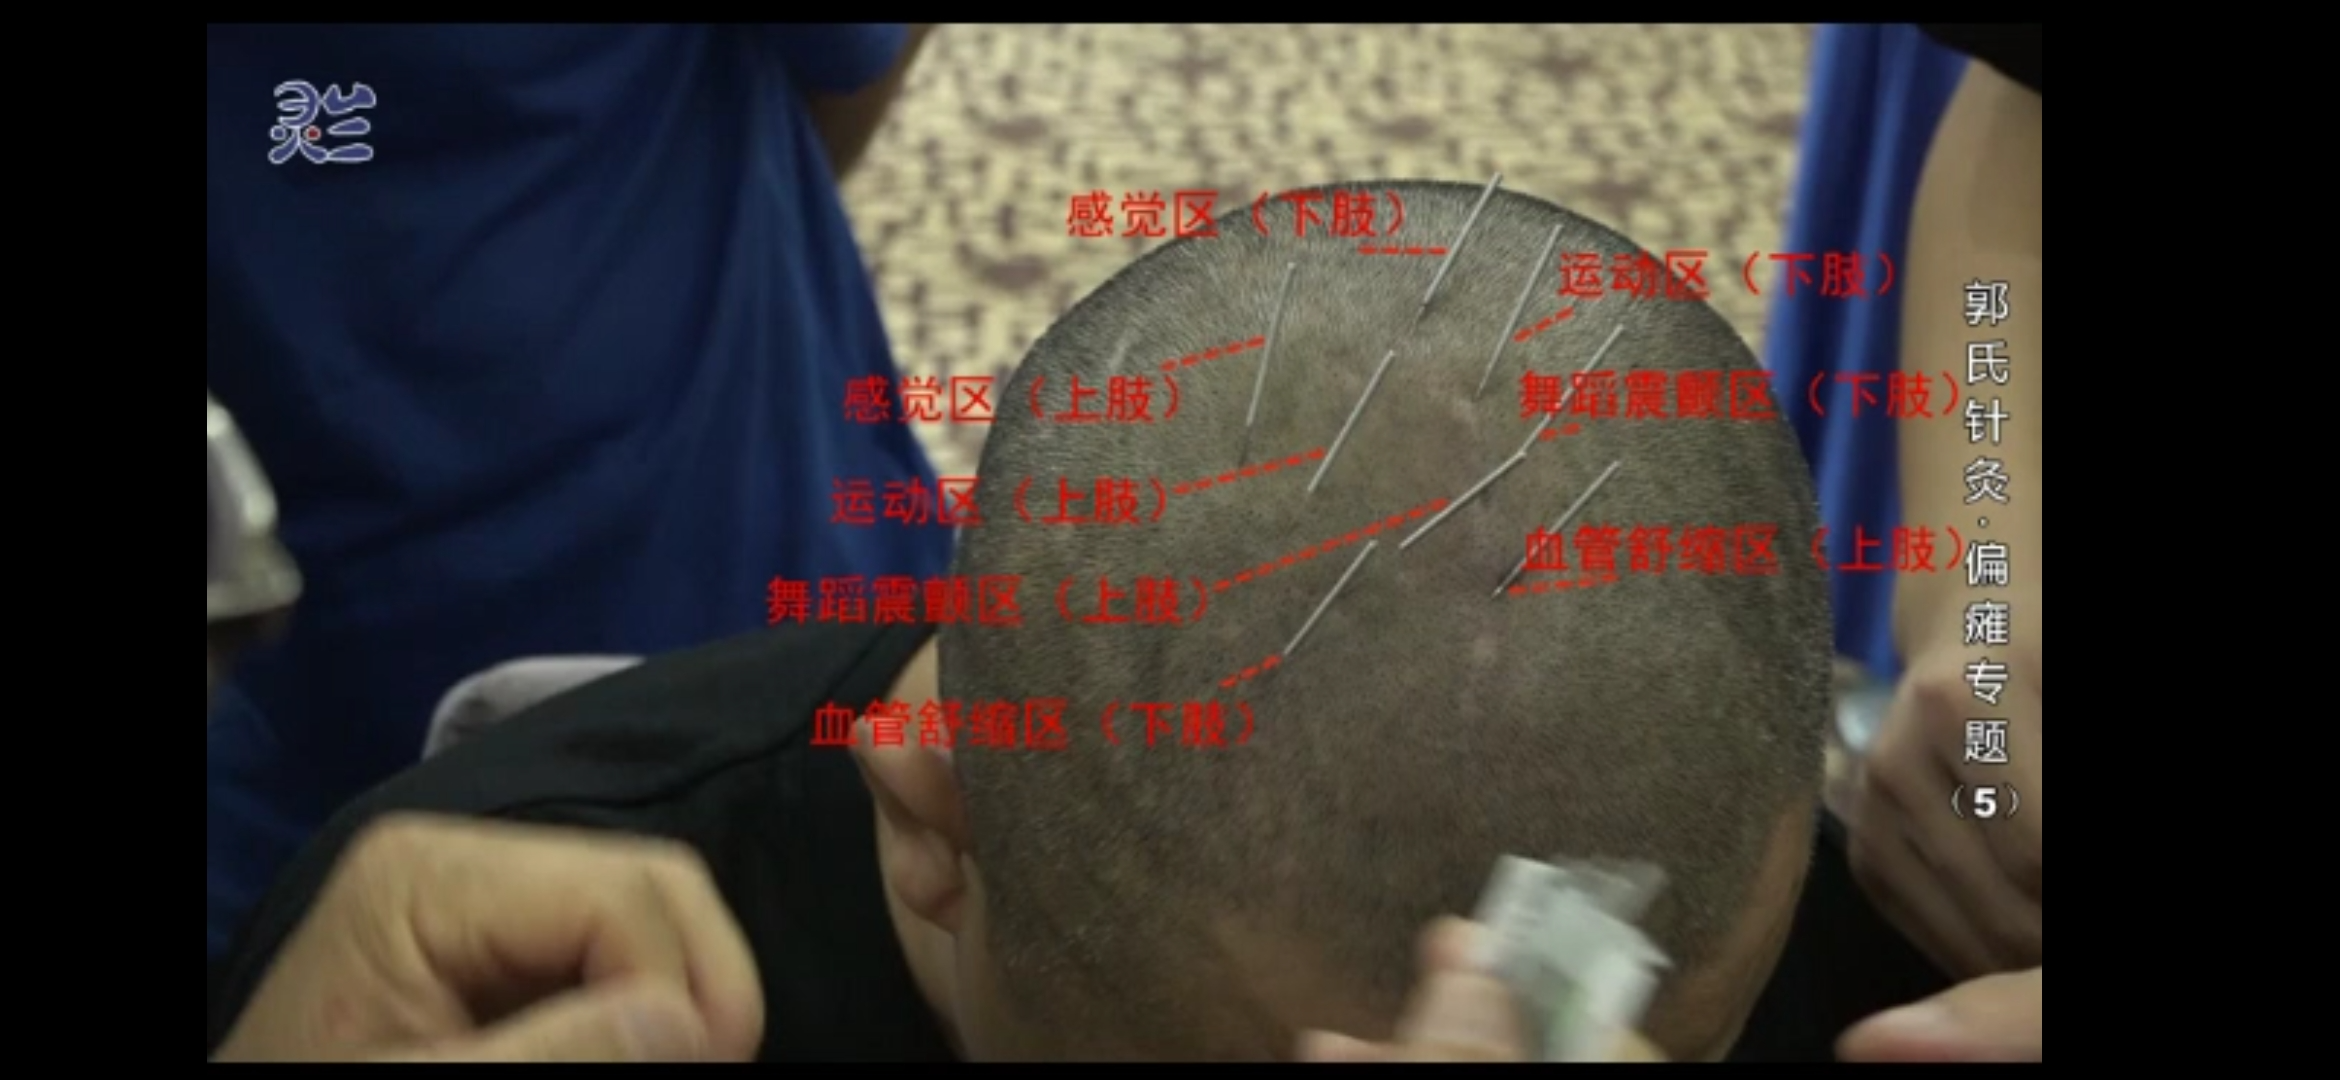 灵兰
感觉区（下肢）
运动区（下肢）
感觉区（上肢）
舞蹈震颤区（下肢）
运动区（上肢）
血管舒缩区（上肢）
舞蹈震颤区（上肢）
血管舒缩区（下肢）
郭氏针灸·偏瘫专题（5）